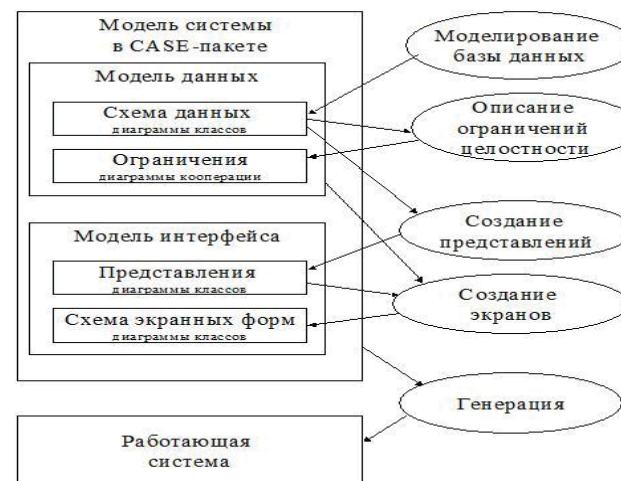 Модель системы
в CASE-пакете
Модель данных
Схема данных
диаграммы классов
Ограничения
диаграммы кооперации
Модель интерфейса
Представления
диаграммы классов
Схема экранных форм
диаграммы классов
Работающая
система
Моделирование
базы данных
Описание
ограничений
целостности
Создание
представлений
Создание
экранов
Генерация